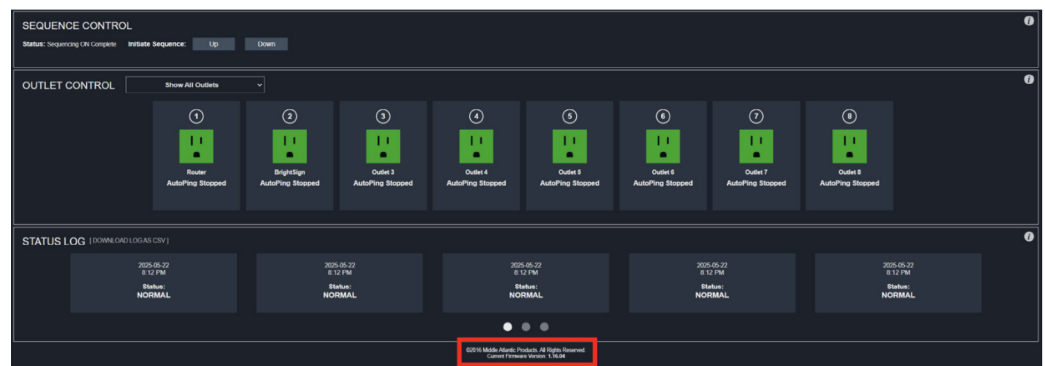 SEQUENCE CONTROL
Status: Sequencing ON Complete Initiate Sequence: Up Down
OUTLET CONTROL Show All Outlets
1 2 3 4 5 6 7 8
Router BrightSign Outlet 3 Outlet 4 Outlet 5 Outlet 6 Outlet 7 Outlet 8
AutoPing Stopped AutoPing Stopped AutoPing Stopped AutoPing Stopped AutoPing Stopped AutoPing Stopped AutoPing Stopped AutoPing Stopped
STATUS LOG [ DOWNLOAD LOG AS CSV ]
2025-05-22 2025-05-22 2025-05-22 2025-05-22 2025-05-22
8:12 PM 8:12 PM 8:12 PM 8:12 PM 8:12 PM
Status: Status: Status: Status: Status:
NORMAL NORMAL NORMAL NORMAL NORMAL
©2016 Middle Atlantic Products. All Rights Reserved.
Current Firmware Version: 1.16.04